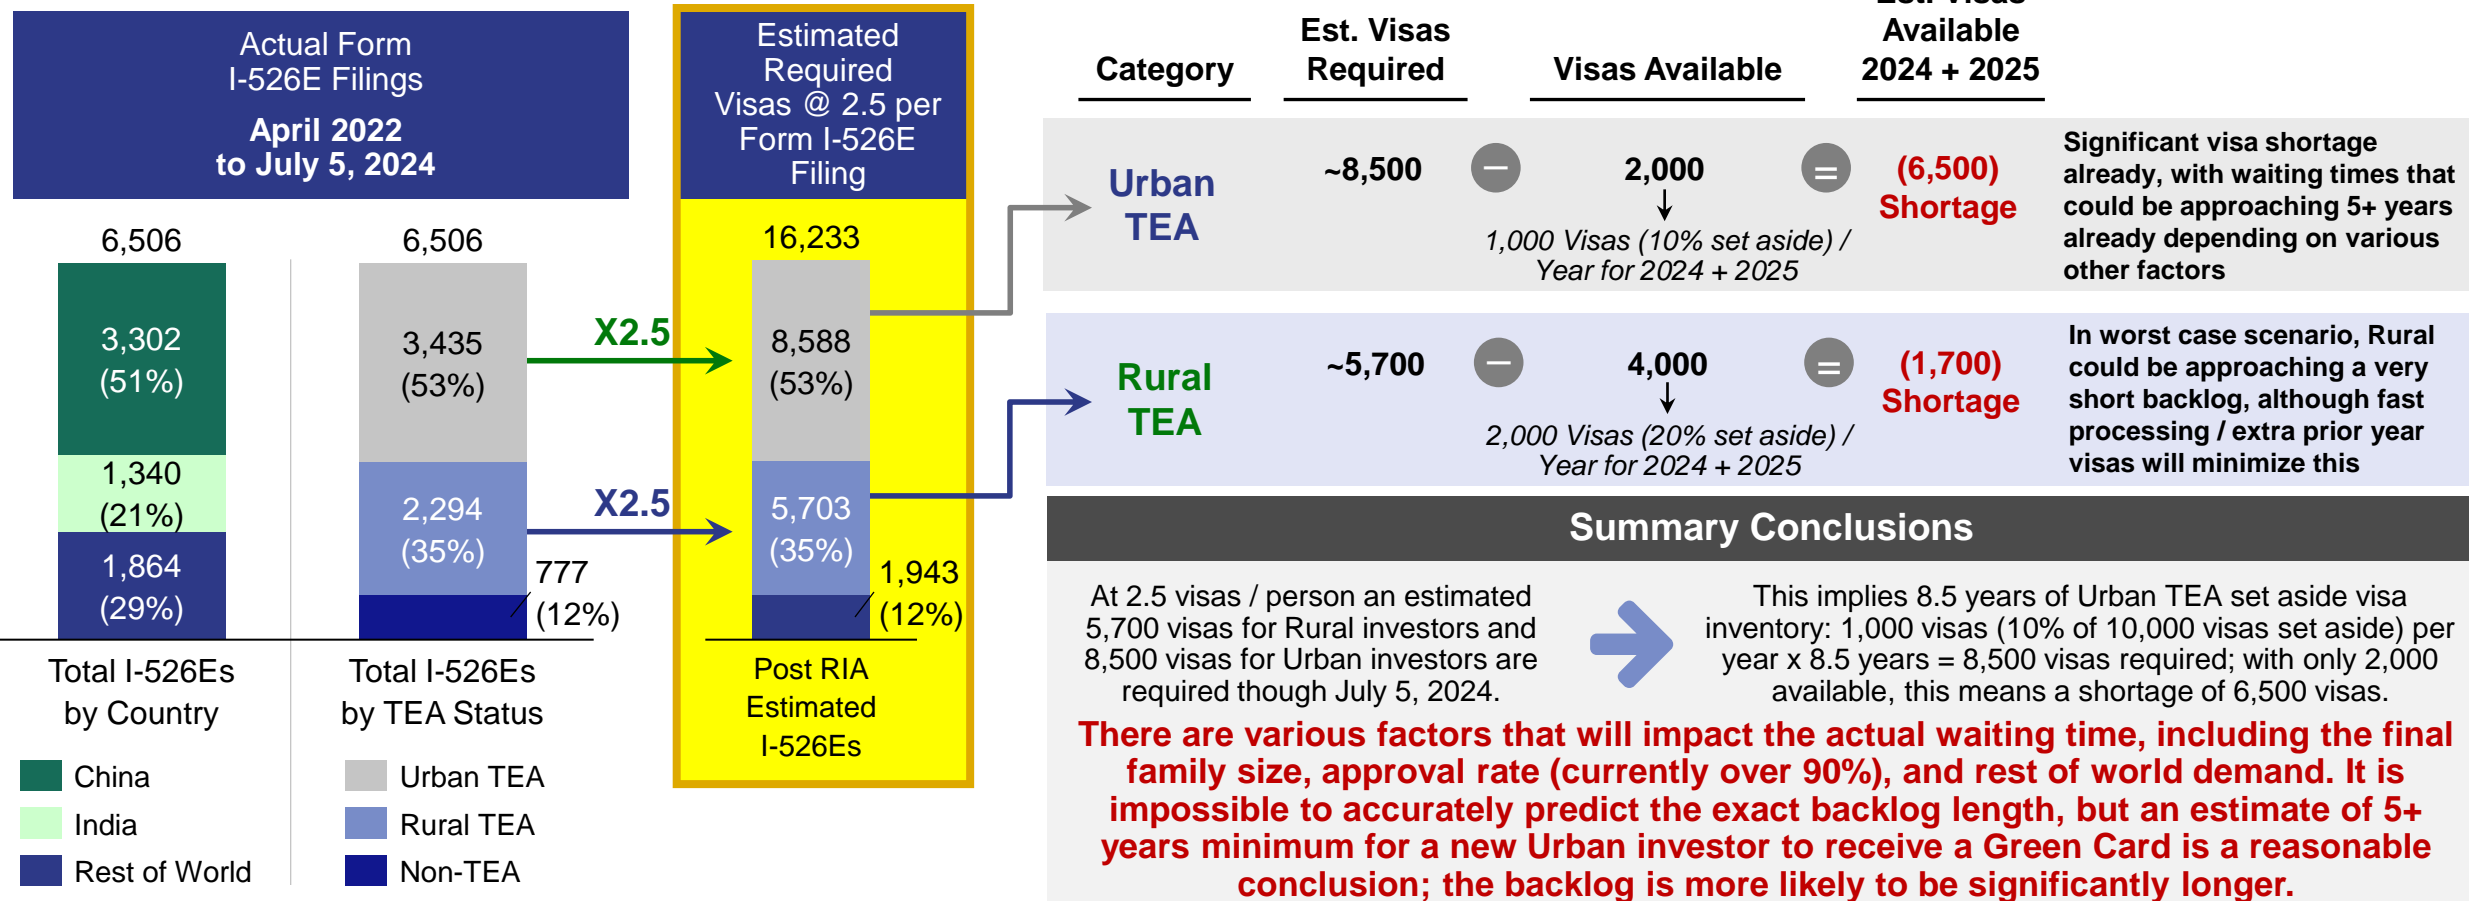 Actual Form
I-526E Filings
April 2022
to July 5, 2024
6,506
6,506
3,302
(51%)
1,340
(21%)
1,864
(29%)
3,435
(53%)
2,294
(35%)
777
(12%)
X2.5
X2.5
Total I-526Es
by Country
Total I-526Es
by TEA Status
China
India
Rest of World
Urban TEA
Rural TEA
Non-TEA
Estimated
Required
Visas @ 2.5 per
Form I-526E
Filing
16,233
8,588
(53%)
5,703
(35%)
1,943
(12%)
Post RIA
Estimated
I-526Es
Category
Est. Visas
Required
Visas Available
Est. Visas
Available
2024 + 2025
Urban
TEA
~8,500
–
2,000
1,000 Visas (10% set aside) /
Year for 2024 + 2025
=
(6,500)
Shortage
Significant visa shortage
already, with waiting times that
could be approaching 5+ years
already depending on various
other factors
Rural
TEA
~5,700
–
4,000
2,000 Visas (20% set aside) /
Year for 2024 + 2025
=
(1,700)
Shortage
In worst case scenario, Rural
could be approaching a very
short backlog, although fast
processing / extra prior year
visas will minimize this
Summary Conclusions
At 2.5 visas / person an estimated
5,700 visas for Rural investors and
8,500 visas for Urban investors are
required though July 5, 2024.
This implies 8.5 years of Urban TEA set aside visa
inventory: 1,000 visas (10% of 10,000 visas set aside) per
year x 8.5 years = 8,500 visas required; with only 2,000
available, this means a shortage of 6,500 visas.
There are various factors that will impact the actual waiting time, including the final
family size, approval rate (currently over 90%), and rest of world demand. It is
impossible to accurately predict the exact backlog length, but an estimate of 5+
years minimum for a new Urban investor to receive a Green Card is a reasonable
conclusion; the backlog is more likely to be significantly longer.